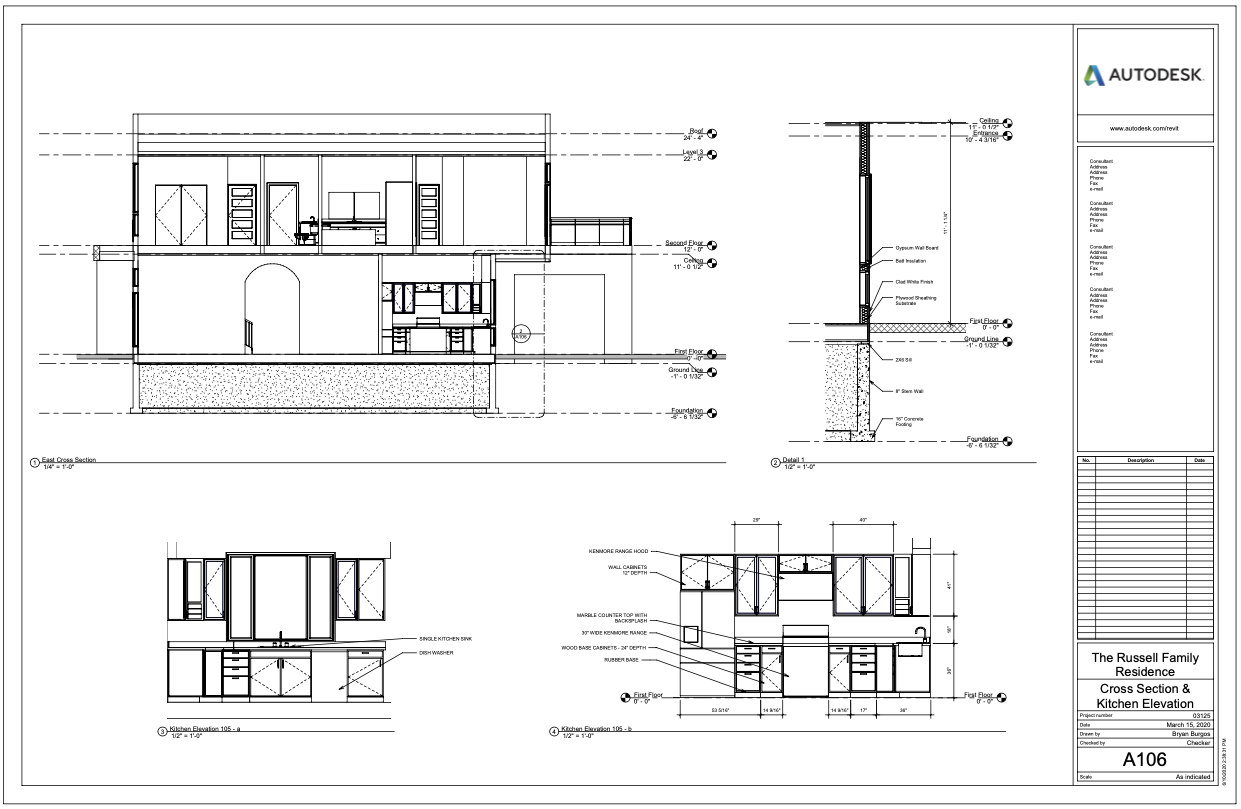 Roof
24' - 4"
Level 3
22' - 0"
Second Floor
12' - 0"
Ceiling
11' - 0 1/2"
2
A106
First Floor
0' - 0"
Ground Line
-1' - 0 1/32"
Foundation
-6' - 6 1/32"
1
East Cross Section
1/4" = 1'-0"
Ceiling
11' - 0 1/2"
Entrance
10' - 4 3/16"
11' - 1 1/4"
Gypsum Wall Board
Batt Insulation
Clad White Finish
Plywood Sheathing
Substrate
First Floor
0' - 0"
Ground Line
-1' - 0 1/32"
2X6 Sill
8" Stem Wall
16" Concrete
Footing
Foundation
-6' - 6 1/32"
2
Detail 1
1/2" = 1'-0"
SINGLE KITCHEN SINK
DISH WASHER
3
Kitchen Elevation 105 - a
1/2" = 1'-0"
29"
40"
KENMORE RANGE HOOD
WALL CABINETS
12" DEPTH
MARBLE COUNTER TOP WITH
BACKSPLASH
30" WIDE KENMORE RANGE
WOOD BASE CABINETS - 24" DEPTH
RUBBER BASE
41"
18"
36"
First Floor
0' - 0"
First Floor
0' - 0"
53 5/16"
14 9/16"
14 9/16"
17"
36"
4
Kitchen Elevation 105 - b
1/2" = 1'-0"
AUTODESK
www.autodesk.com/revit
Consultant
Address
Address
Phone
Fax
e-mail
Consultant
Address
Address
Phone
Fax
e-mail
Consultant
Address
Address
Phone
Fax
e-mail
Consultant
Address
Address
Phone
Fax
e-mail
Consultant
Address
Address
Phone
Fax
e-mail
No. Description Date
The Russell Family
Residence
Cross Section &
Kitchen Elevation
Project number 03125
Date March 15, 2020
Drawn by Bryan Burgos
Checked by Checker
A106
Scale As indicated